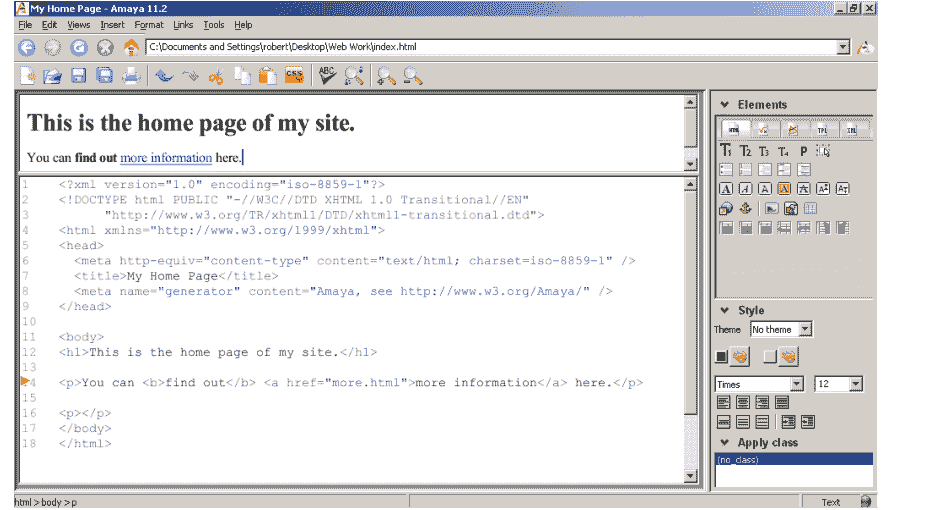 My Home Page - Amaya 11.2
File Edit Views Insert Format Links Tools Help
C:\Documents and Settings\robert\Desktop\Web Work\index.html
ABC
CSS
This is the home page of my site.
You can find out more information here.
1 <?xml version="1.0" encoding="iso-8859-1"?>
2 <!DOCTYPE html PUBLIC "-//W3C//DTD XHTML 1.0 Transitional//EN"
3 "http://www.w3.org/TR/xhtml1/DTD/xhtml1-transitional.dtd">
4 <html xmlns="http://www.w3.org/1999/xhtml">
5 <head>
6 <meta http-equiv="content-type" content="text/html; charset=iso-8859-1" />
7 <title>My Home Page</title>
8 <meta name="generator" content="Amaya, see http://www.w3.org/Amaya/" />
9 </head>
10
11 <body>
12 <h1>This is the home page of my site.</h1>
13
14 <p>You can <b>find out</b> <a href="more.html">more information</a> here.</p>
15
16 <p></p>
17 </body>
18 </html>
Elements
T1 T2 T3 T4 P
Style
Theme No theme
Times 12
Apply class
(no_class)
html > body > p
Text